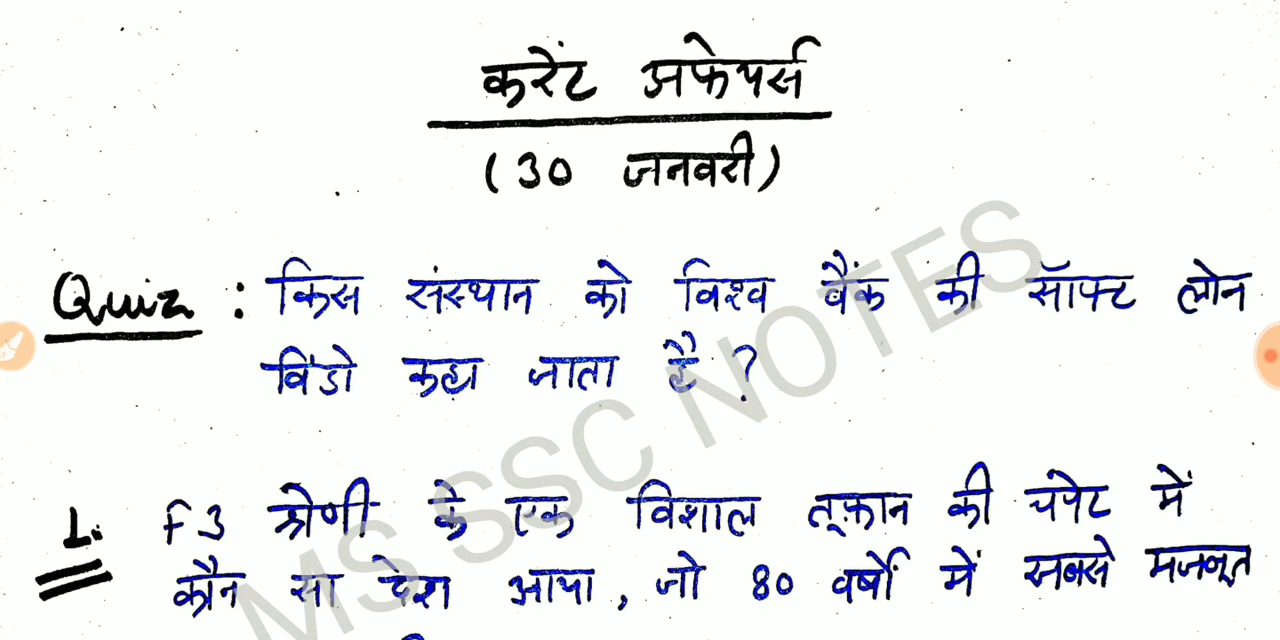 करेंट अफेयर्स
(30 जनवरी)
Quiz : किस संस्थान को विश्व बैंक की सॉफ्ट लोन
विंडो कहा जाता है ?
1. F3 श्रेणी के एक विशाल तूफ़ान की चपेट में
कौन सा देश आया, जो 80 वर्षों में सबसे मजबूत
MS SSC NOTES